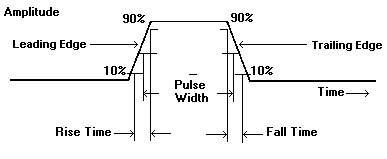 Amplitude
90% 90%
Leading Edge Trailing Edge
10% 10%
Pulse
Width
Time
Rise Time Fall Time